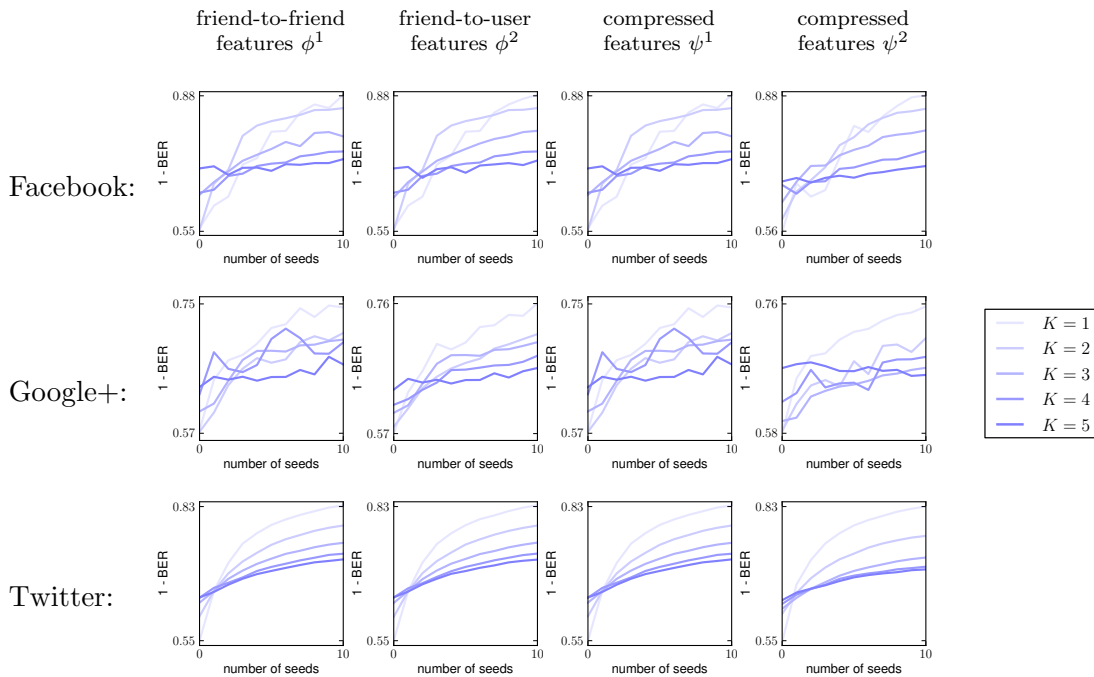 friend-to-friend
features ϕ¹
friend-to-user
features ϕ²
compressed
features ψ¹
compressed
features ψ²
Facebook:
0.88
0.55
1 - BER
0
10
number of seeds
0.88
0.55
1 - BER
0
10
number of seeds
0.88
0.55
1 - BER
0
10
number of seeds
0.88
0.56
1 - BER
0
10
number of seeds
Google+:
0.75
0.57
1 - BER
0
10
number of seeds
0.76
0.57
1 - BER
0
10
number of seeds
0.75
0.57
1 - BER
0
10
number of seeds
0.76
0.58
1 - BER
0
10
number of seeds
K = 1
K = 2
K = 3
K = 4
K = 5
Twitter:
0.83
0.55
1 - BER
0
10
number of seeds
0.83
0.55
1 - BER
0
10
number of seeds
0.83
0.55
1 - BER
0
10
number of seeds
0.83
0.55
1 - BER
0
10
number of seeds